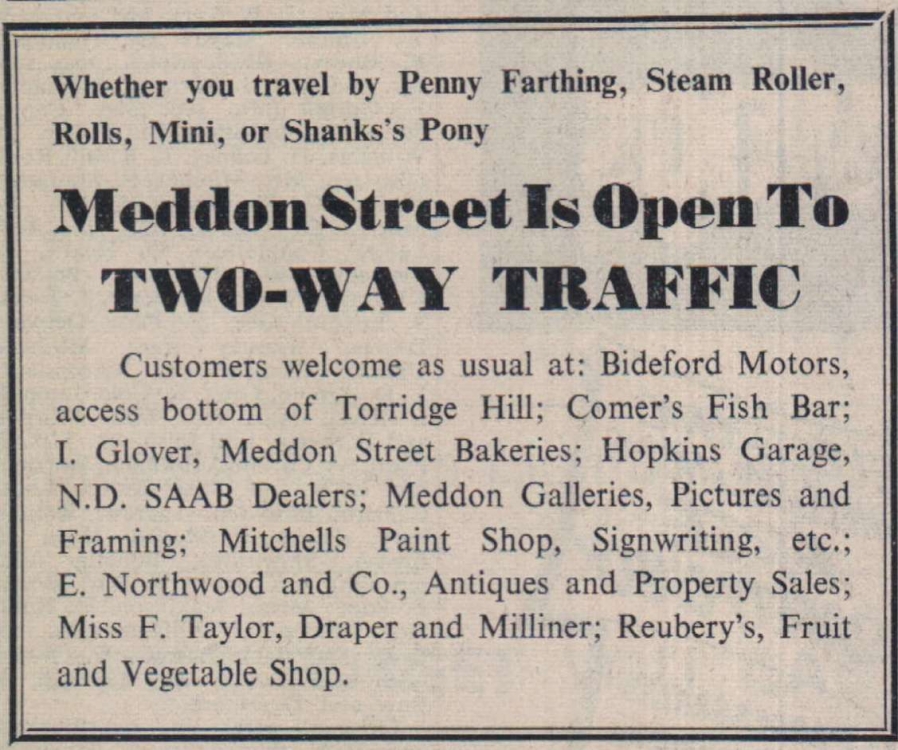 Whether you travel by Penny Farthing, Steam Roller,
Rolls, Mini, or Shanks's Pony
Meddon Street Is Open To
TWO-WAY TRAFFIC
Customers welcome as usual at: Bideford Motors,
access bottom of Torridge Hill; Comer's Fish Bar;
I. Glover, Meddon Street Bakeries; Hopkins Garage,
N.D. SAAB Dealers; Meddon Galleries, Pictures and
Framing; Mitchells Paint Shop, Signwriting, etc.;
E. Northwood and Co., Antiques and Property Sales;
Miss F. Taylor, Draper and Milliner; Reubery's, Fruit
and Vegetable Shop.